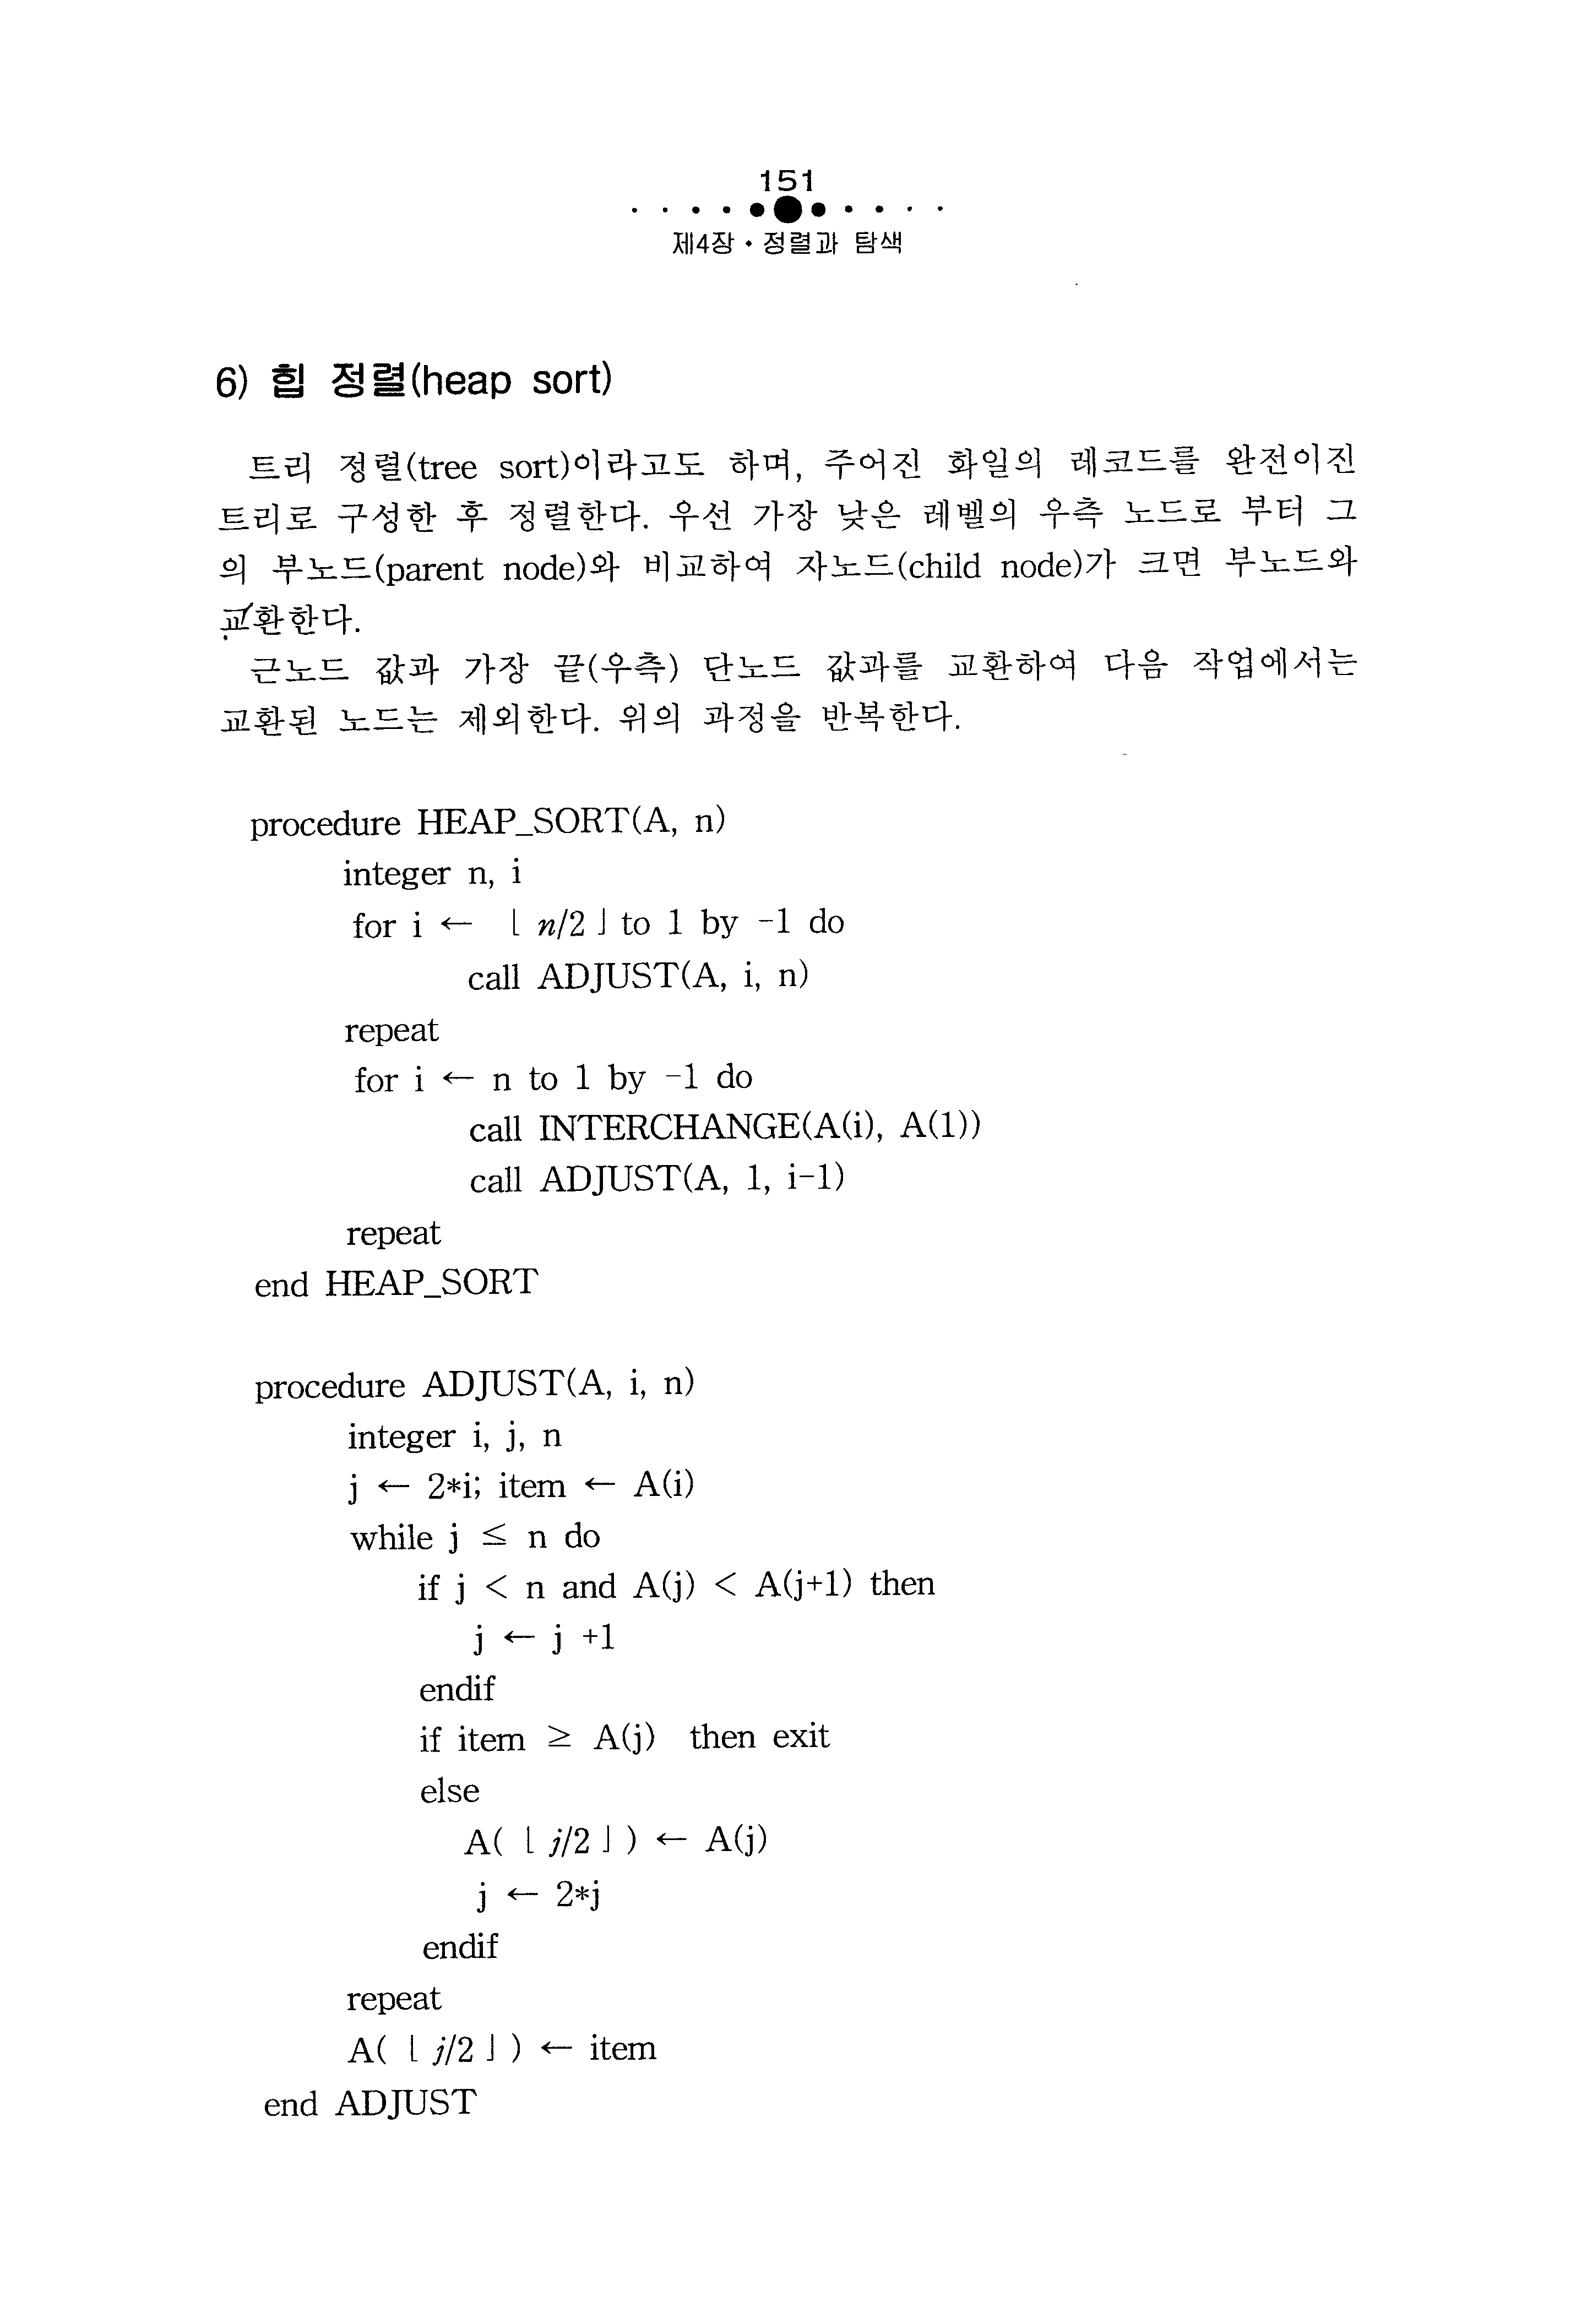 151
제4장 • 정렬과 탐색
6) 힙 정렬(heap sort)
트리 정렬(tree sort)이라고도 하며, 주어진 화일의 레코드를 완전이진
트리로 구성한 후 정렬한다. 우선 가장 낮은 레벨의 우측 노드로 부터 그
의 부노드(parent node)와 비교하여 자노드(child node)가 크면 부노드와
교환한다.
근노드 값과 가장 끝(우측) 단노드 값과를 교환하여 다음 작업에서는
교환된 노드는 제외한다. 위의 과정을 반복한다.
procedure HEAP_SORT(A, n)
integer n, i
for i ← ⌊ n/2 ⌋ to 1 by -1 do
call ADJUST(A, i, n)
repeat
for i ← n to 1 by -1 do
call INTERCHANGE(A(i), A(1))
call ADJUST(A, 1, i-1)
repeat
end HEAP_SORT
procedure ADJUST(A, i, n)
integer i, j, n
j ← 2*i; item ← A(i)
while j ≤ n do
if j < n and A(j) < A(j+1) then
j ← j +1
endif
if item ≥ A(j) then exit
else
A( ⌊ j/2 ⌋ ) ← A(j)
j ← 2*j
endif
repeat
A( ⌊ j/2 ⌋ ) ← item
end ADJUST